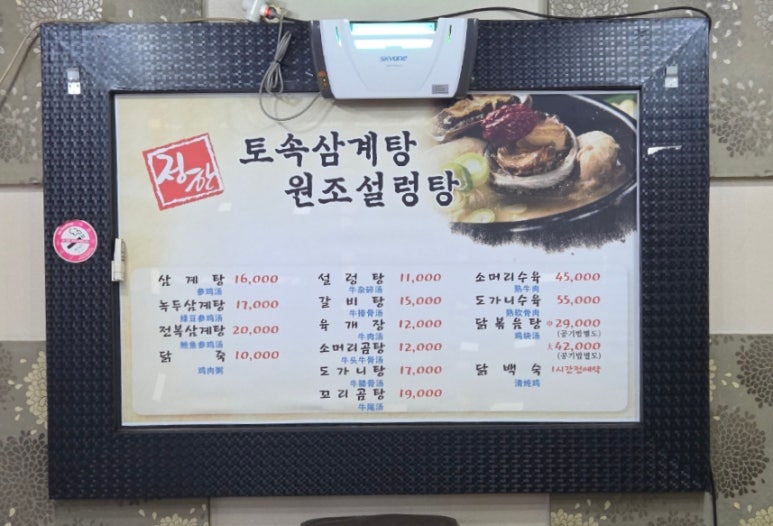 SKYONE
정한
토속삼계탕
원조설렁탕
삼계탕 16,000
参鸡汤
녹두삼계탕 17,000
绿豆参鸡汤
전복삼계탕 20,000
鲍鱼参鸡汤
닭죽 10,000
鸡肉粥
설렁탕 11,000
牛杂碎汤
갈비탕 15,000
牛排骨汤
육개장 12,000
牛肉汤
소머리곰탕 12,000
牛头牛骨汤
도가니탕 17,000
牛膝骨汤
꼬리곰탕 19,000
牛尾汤
소머리수육 45,000
熟牛肉
도가니수육 55,000
熟软骨肉
닭볶음탕 中29,000
鸡块汤 (공기밥별도)
大42,000
(공기밥별도)
닭백숙 1시간전예약
清炖鸡